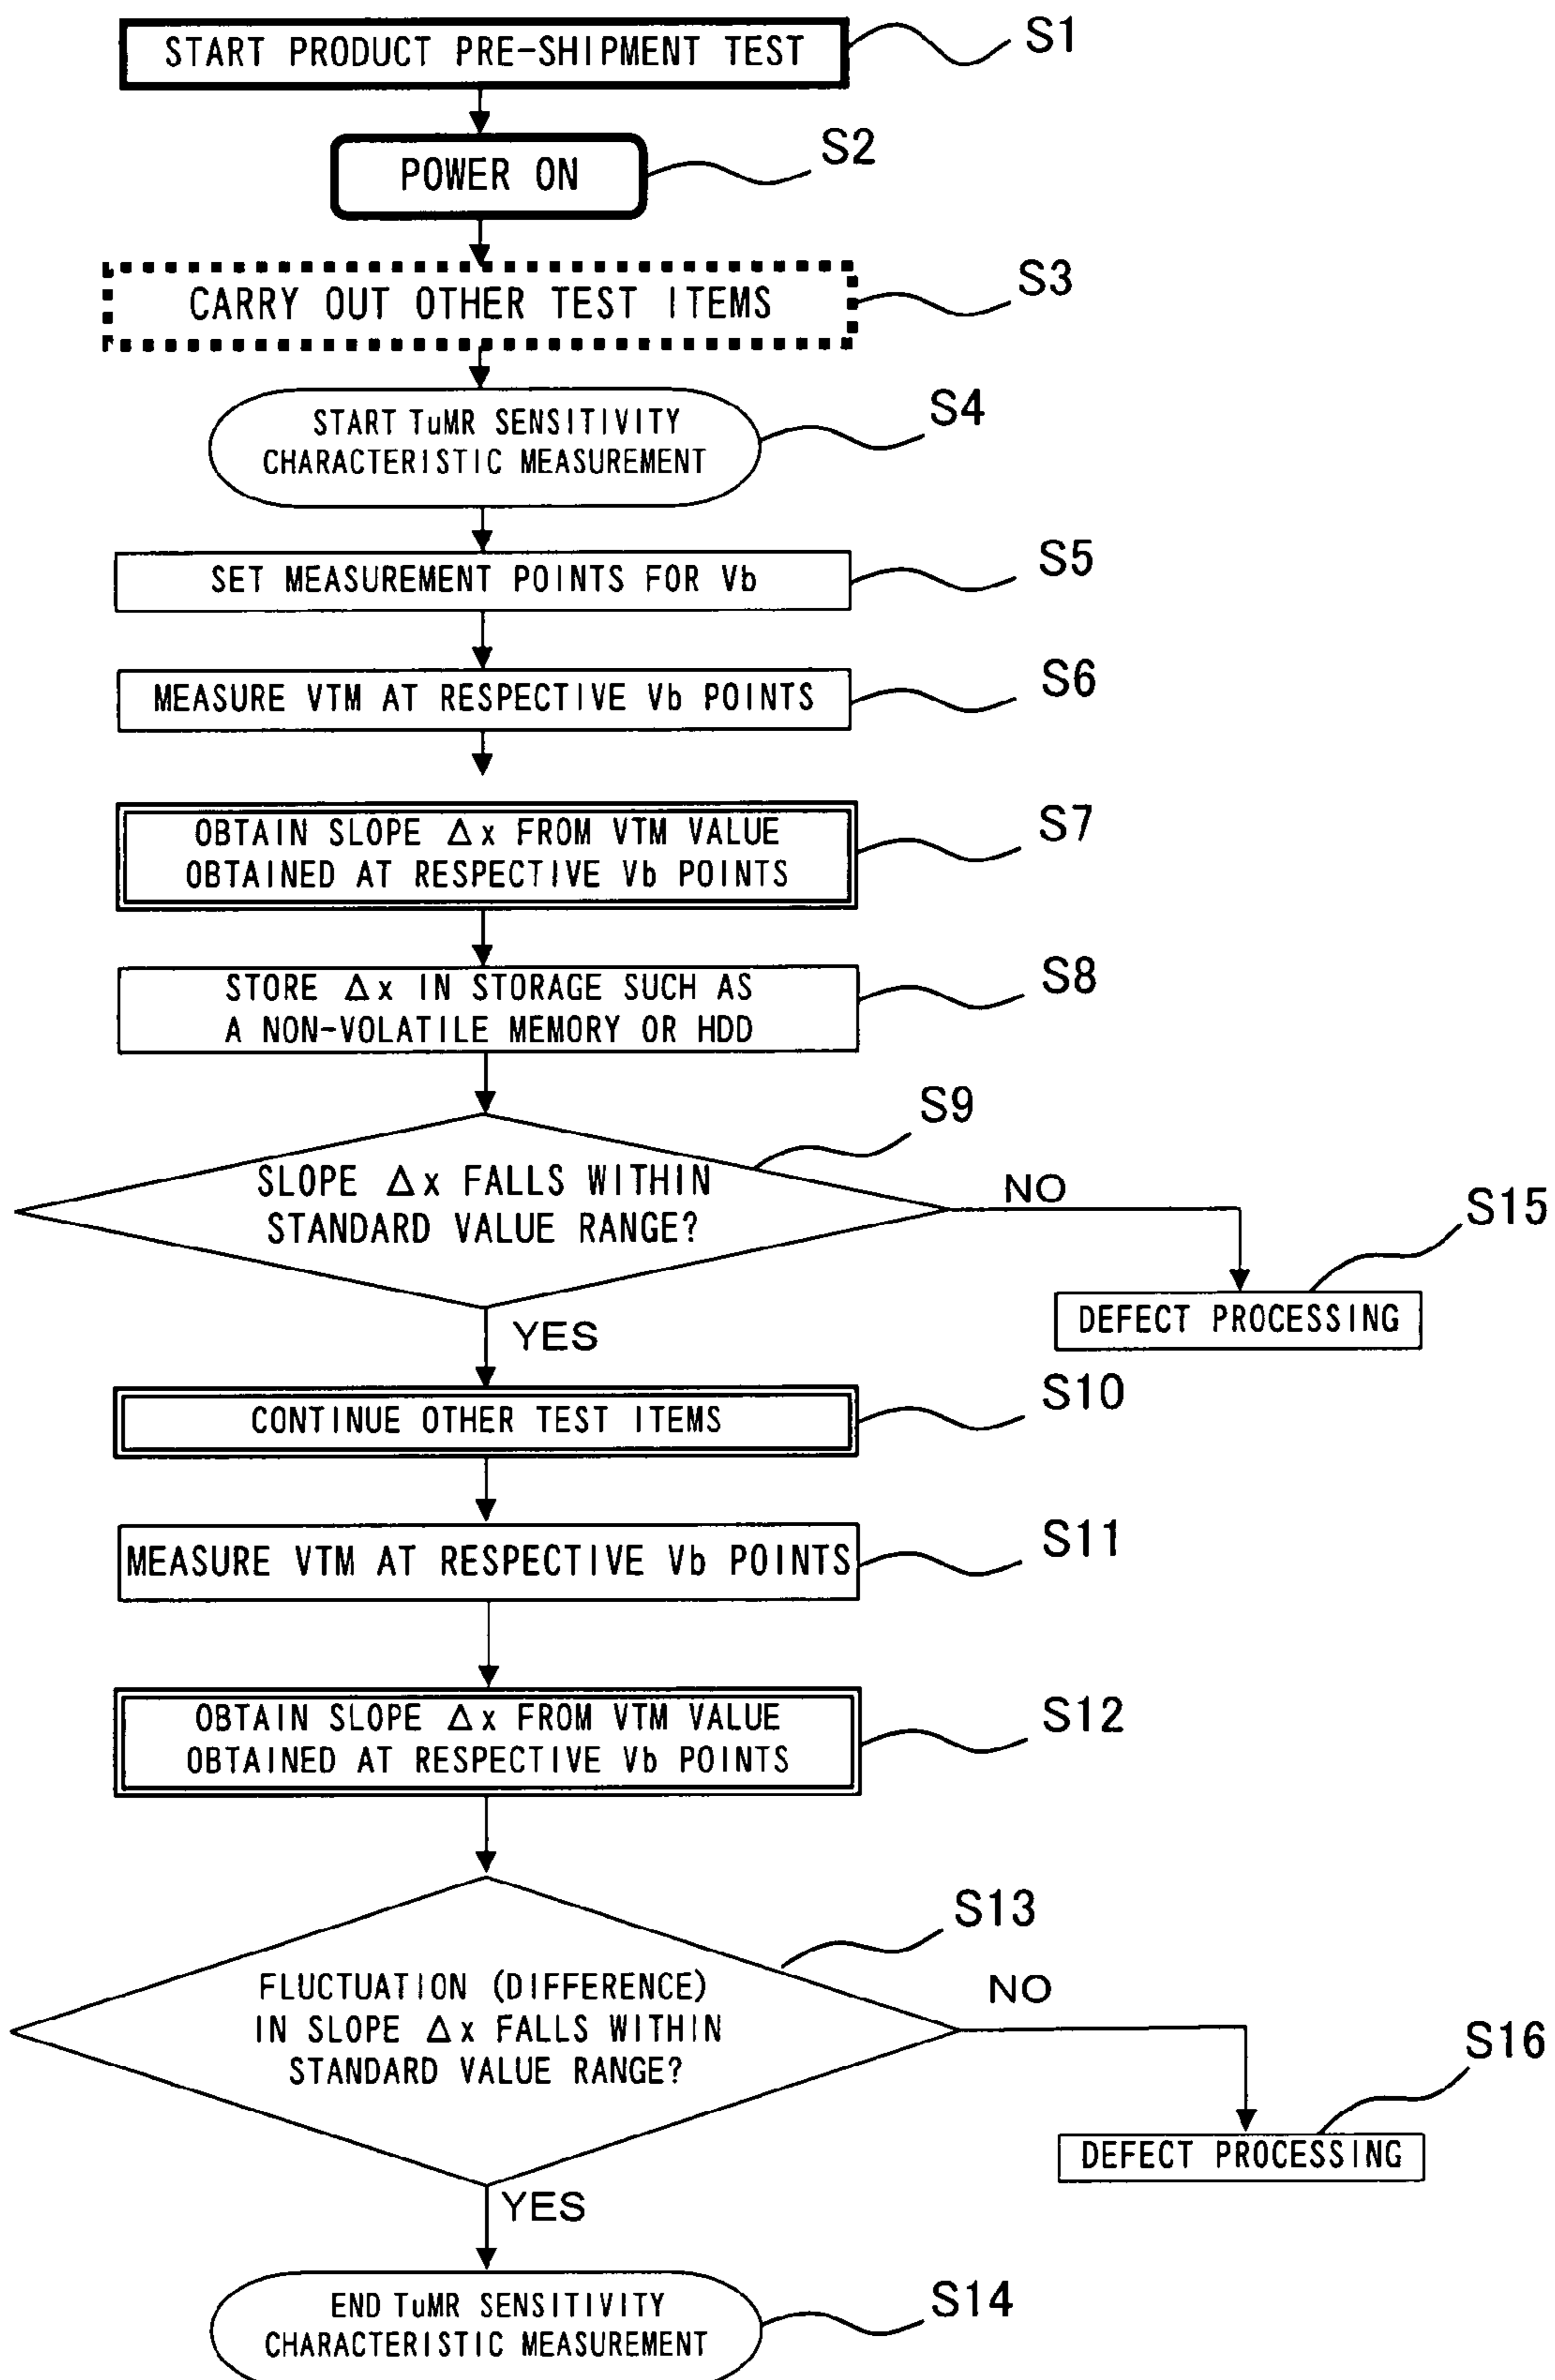 START PRODUCT PRE-SHIPMENT TEST
S1
POWER ON
S2
CARRY OUT OTHER TEST ITEMS
S3
START TuMR SENSITIVITY
CHARACTERISTIC MEASUREMENT
S4
SET MEASUREMENT POINTS FOR Vb
S5
MEASURE VTM AT RESPECTIVE Vb POINTS
S6
OBTAIN SLOPE Δx FROM VTM VALUE
OBTAINED AT RESPECTIVE Vb POINTS
S7
STORE Δx IN STORAGE SUCH AS
A NON-VOLATILE MEMORY OR HDD
S8
SLOPE Δx FALLS WITHIN
STANDARD VALUE RANGE?
S9
NO
S15
DEFECT PROCESSING
YES
CONTINUE OTHER TEST ITEMS
S10
MEASURE VTM AT RESPECTIVE Vb POINTS
S11
OBTAIN SLOPE Δx FROM VTM VALUE
OBTAINED AT RESPECTIVE Vb POINTS
S12
FLUCTUATION (DIFFERENCE)
IN SLOPE Δx FALLS WITHIN
STANDARD VALUE RANGE?
S13
NO
S16
DEFECT PROCESSING
YES
END TuMR SENSITIVITY
CHARACTERISTIC MEASUREMENT
S14